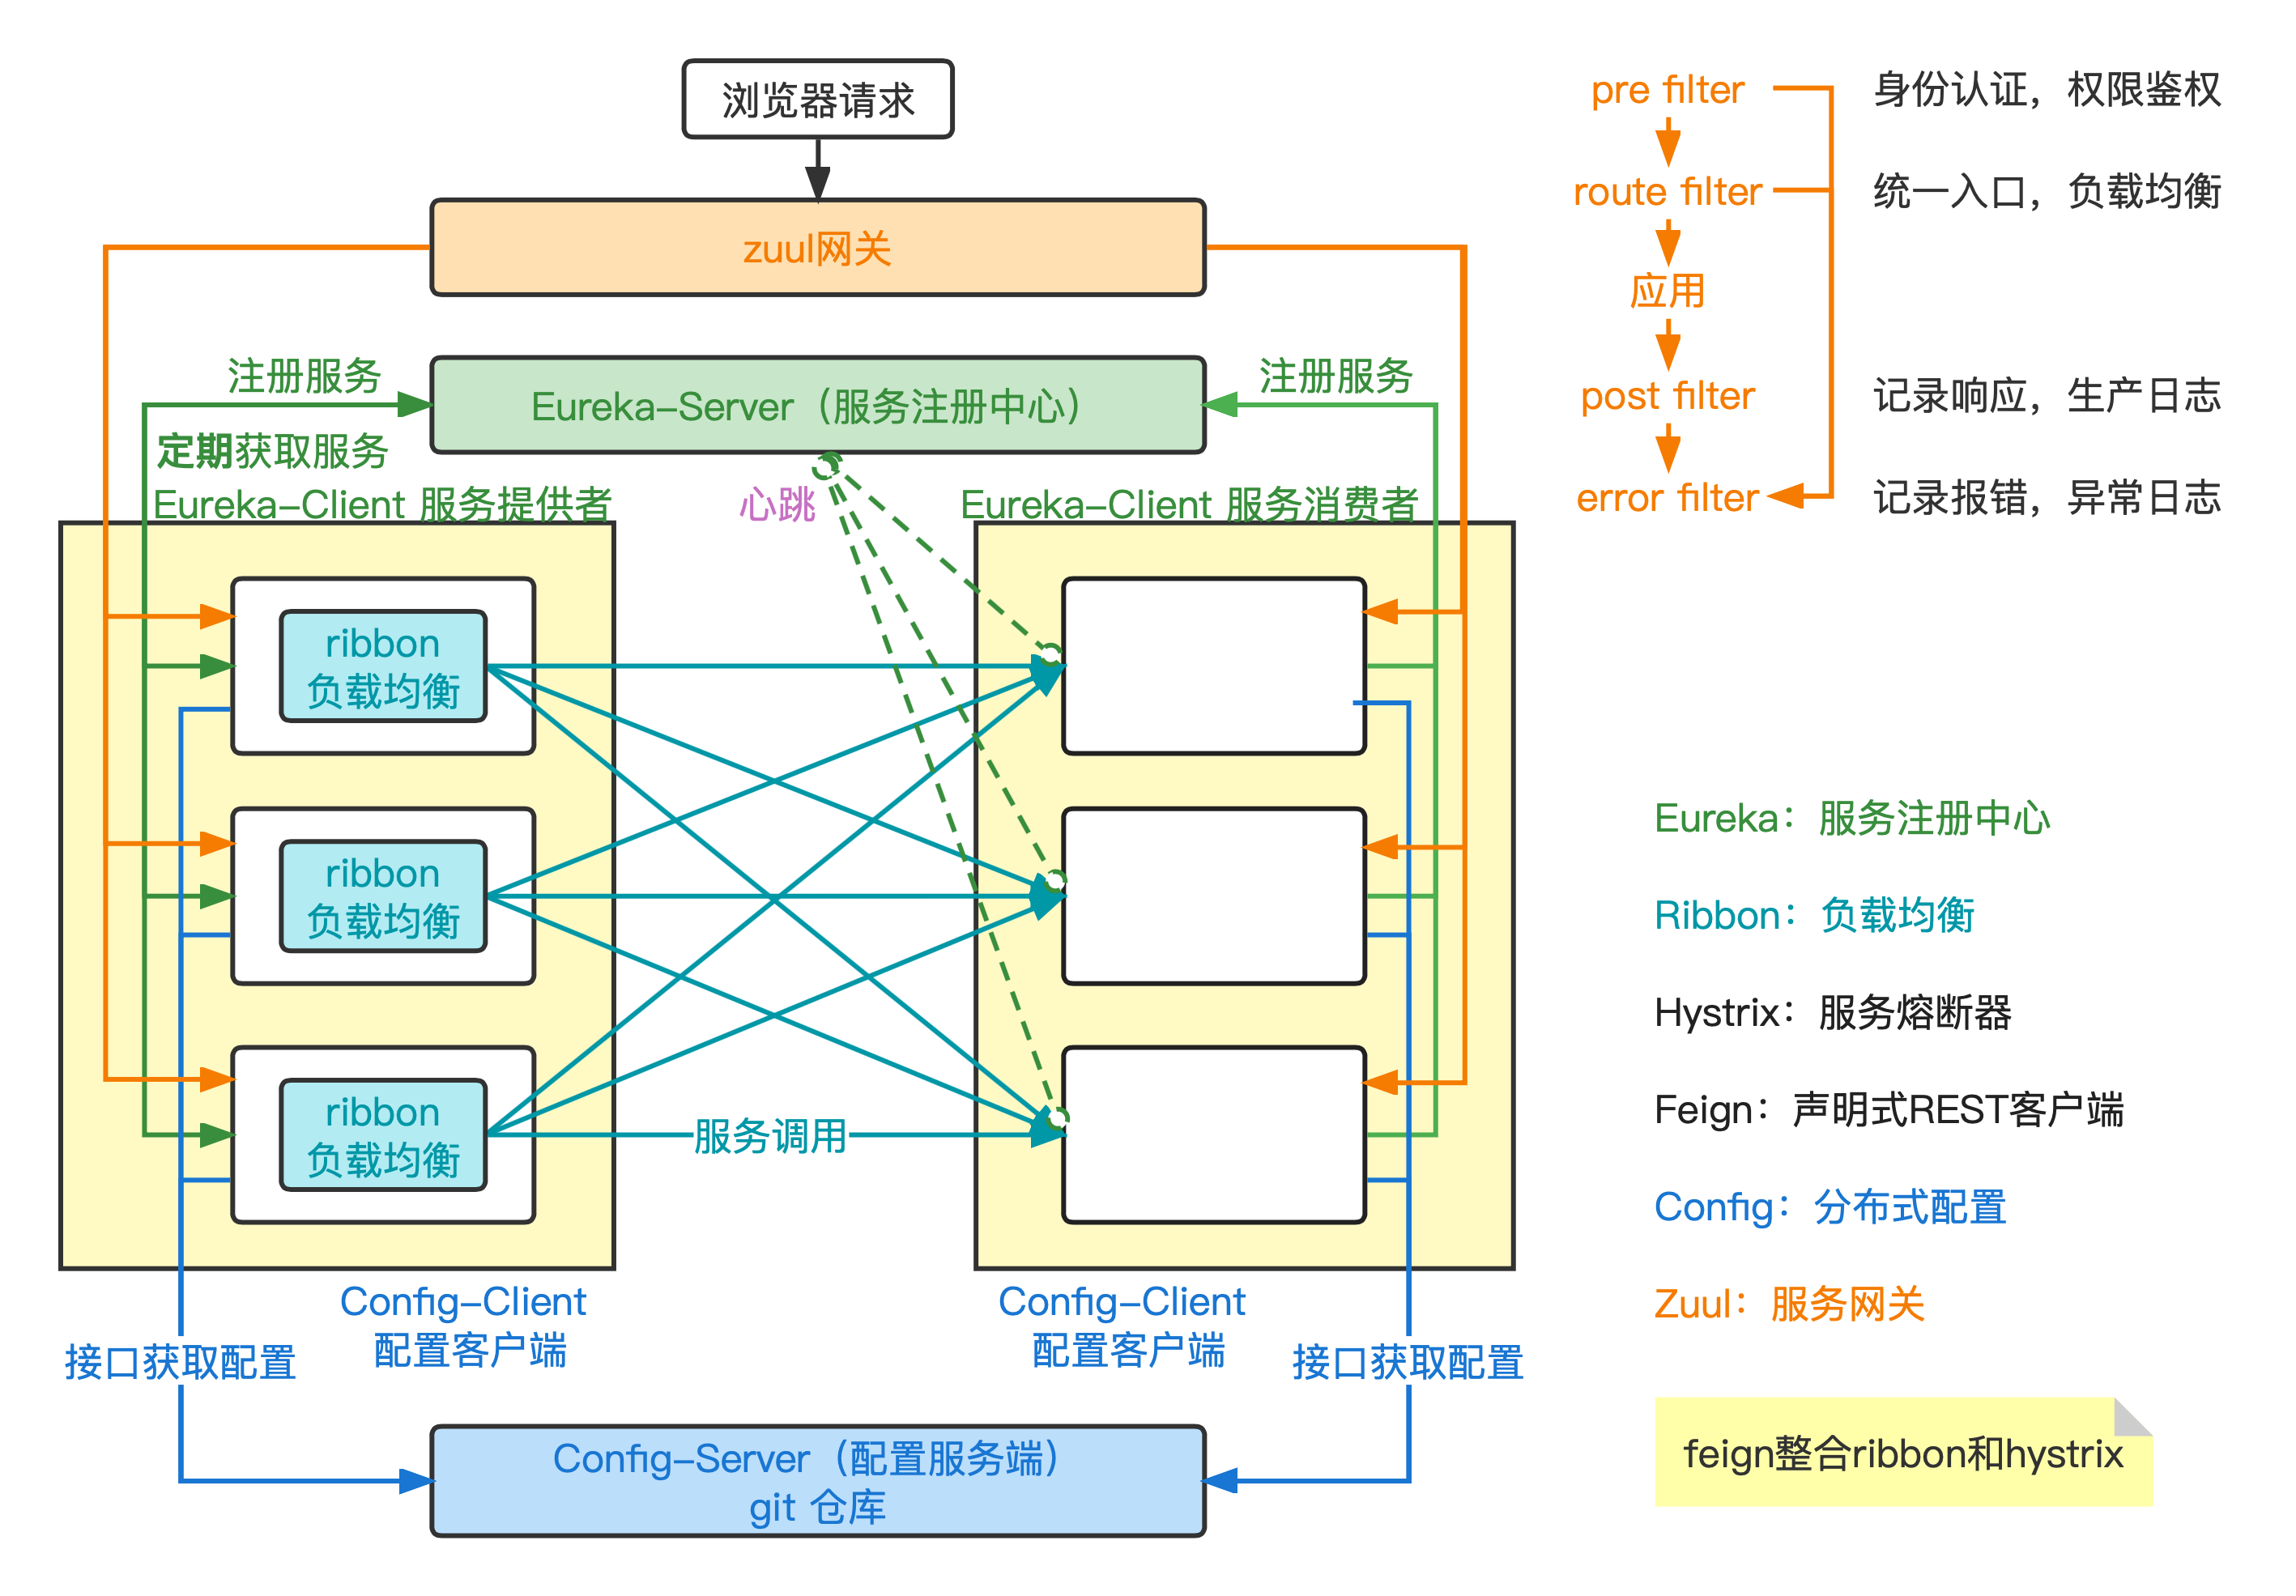 浏览器请求
zuul网关
注册服务
Eureka-Server（服务注册中心）
注册服务
定期获取服务
Eureka-Client 服务提供者
心跳
Eureka-Client 服务消费者
ribbon
负载均衡
ribbon
负载均衡
ribbon
负载均衡
服务调用
Config-Client
配置客户端
Config-Client
配置客户端
接口获取配置
接口获取配置
Config-Server（配置服务端）
git 仓库
pre filter
身份认证，权限鉴权
route filter
统一入口，负载均衡
应用
post filter
记录响应，生产日志
error filter
记录报错，异常日志
Eureka：服务注册中心
Ribbon：负载均衡
Hystrix：服务熔断器
Feign：声明式REST客户端
Config：分布式配置
Zuul：服务网关
feign整合ribbon和hystrix